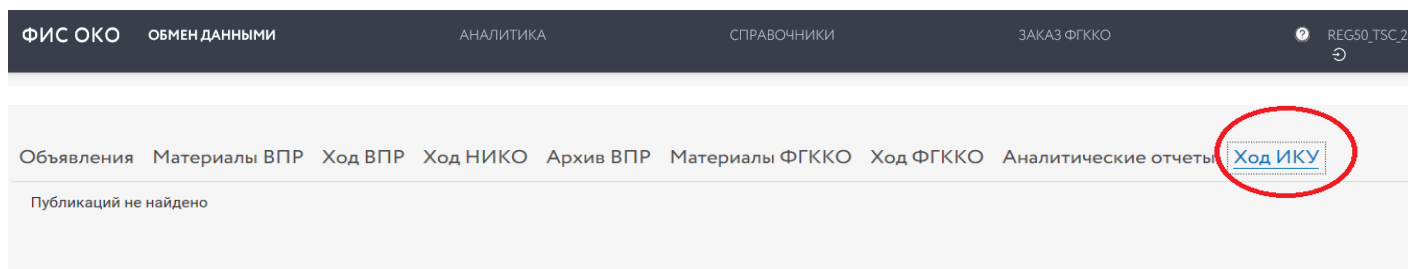 ФИС ОКО ОБМЕН ДАННЫМИ АНАЛИТИКА СПРАВОЧНИКИ ЗАКАЗ ФГККО ? REG50_TSC_2
Объявления Материалы ВПР Ход ВПР Ход НИКО Архив ВПР Материалы ФГККО Ход ФГККО Аналитические отчеты Ход ИКУ
Публикаций не найдено